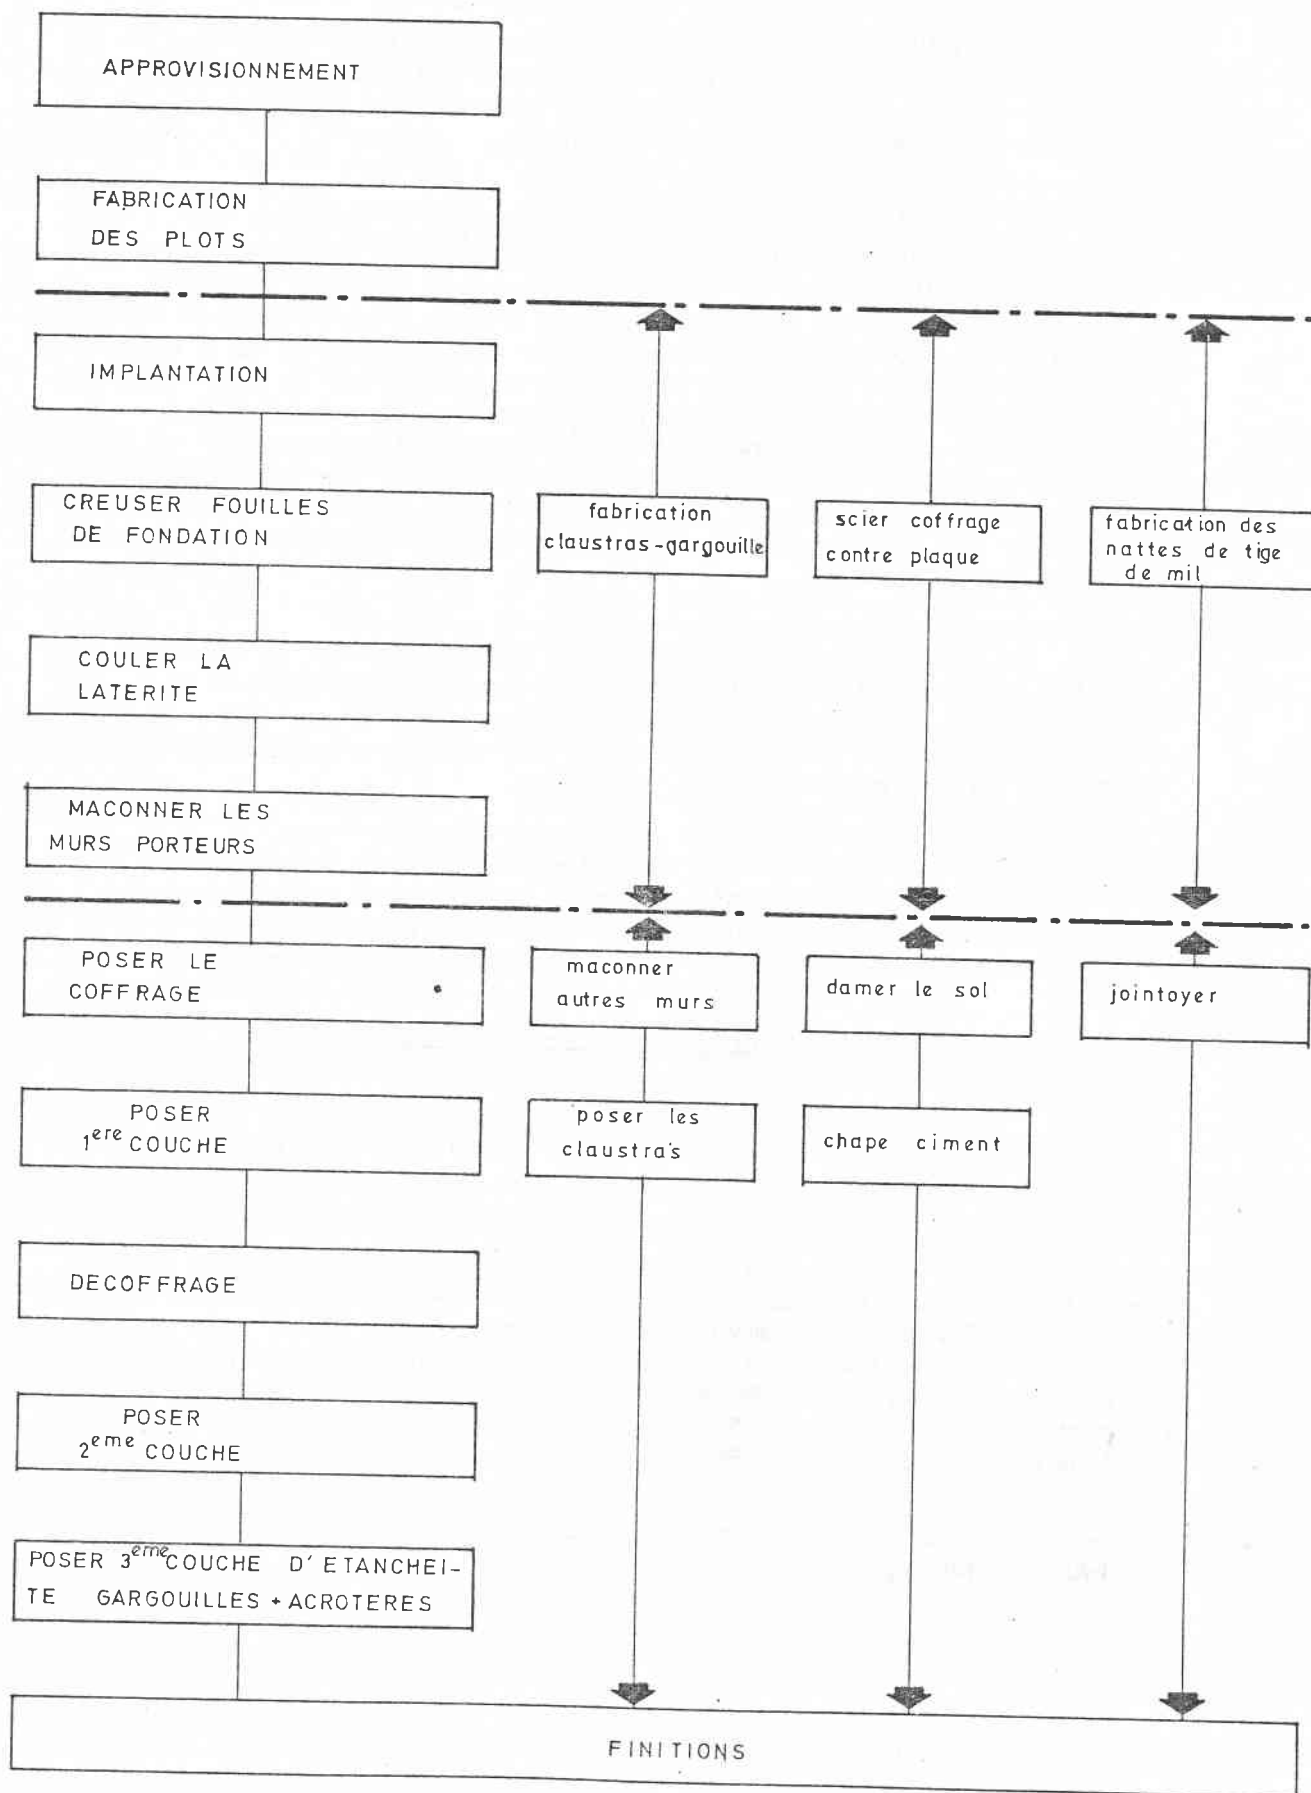 APPROVISIONNEMENT
FABRICATION
DES PLOTS
IMPLANTATION
CREUSER FOUILLES
DE FONDATION
fabrication
claustras-gargouille
scier coffrage
contre plaque
fabrication des
nattes de tige
de mil
COULER LA
LATERITE
MACONNER LES
MURS PORTEURS
POSER LE
COFFRAGE
maconner
autres murs
damer le sol
jointoyer
POSER
1ere COUCHE
poser les
claustras
chape ciment
DECOFFRAGE
POSER
2eme COUCHE
POSER 3eme COUCHE D'ETANCHEI-
TE GARGOUILLES + ACROTERES
FINITIONS